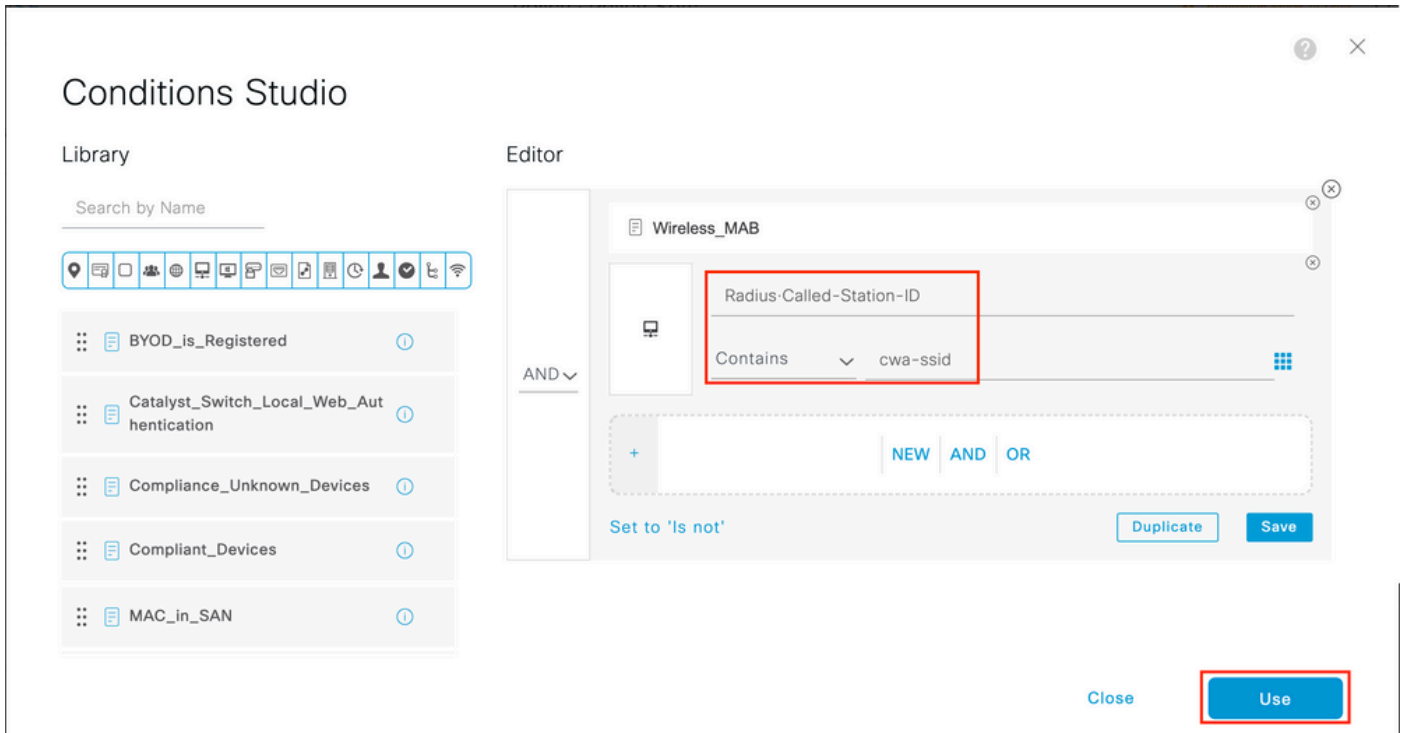 Conditions Studio
Library
Editor
Search by Name
Wireless_MAB
Radius·Called-Station-ID
Contains
cwa-ssid
AND
BYOD_is_Registered
Catalyst_Switch_Local_Web_Aut
hentication
Compliance_Unknown_Devices
Compliant_Devices
MAC_in_SAN
+
NEW
AND
OR
Set to 'Is not'
Duplicate
Save
Close
Use